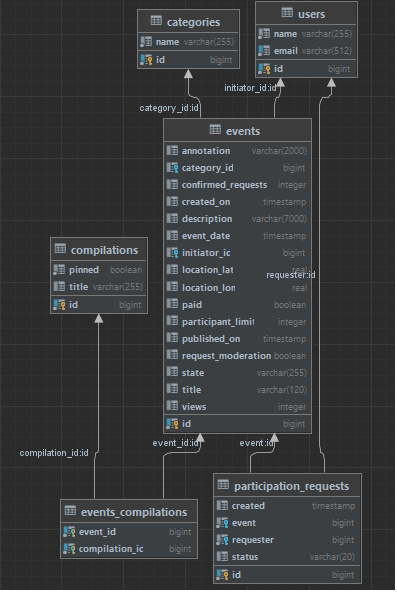 categories
name varchar(255)
id bigint
users
name varchar(255)
email varchar(512)
id bigint
initiator_id:id
category_id:id
events
annotation varchar(2000)
category_id bigint
confirmed_requests integer
created_on timestamp
description varchar(7000)
event_date timestamp
initiator_ic bigint
location_lat real
location_lon real
paid boolean
participant_limit integer
published_on timestamp
request_moderation boolean
state varchar(255)
title varchar(120)
views integer
id bigint
requester:id
compilations
pinned boolean
title varchar(255)
id bigint
event_id:id
event:id
compilation_id:id
events_compilations
event_id bigint
compilation_ic bigint
participation_requests
created timestamp
event bigint
requester bigint
status varchar(20)
id bigint